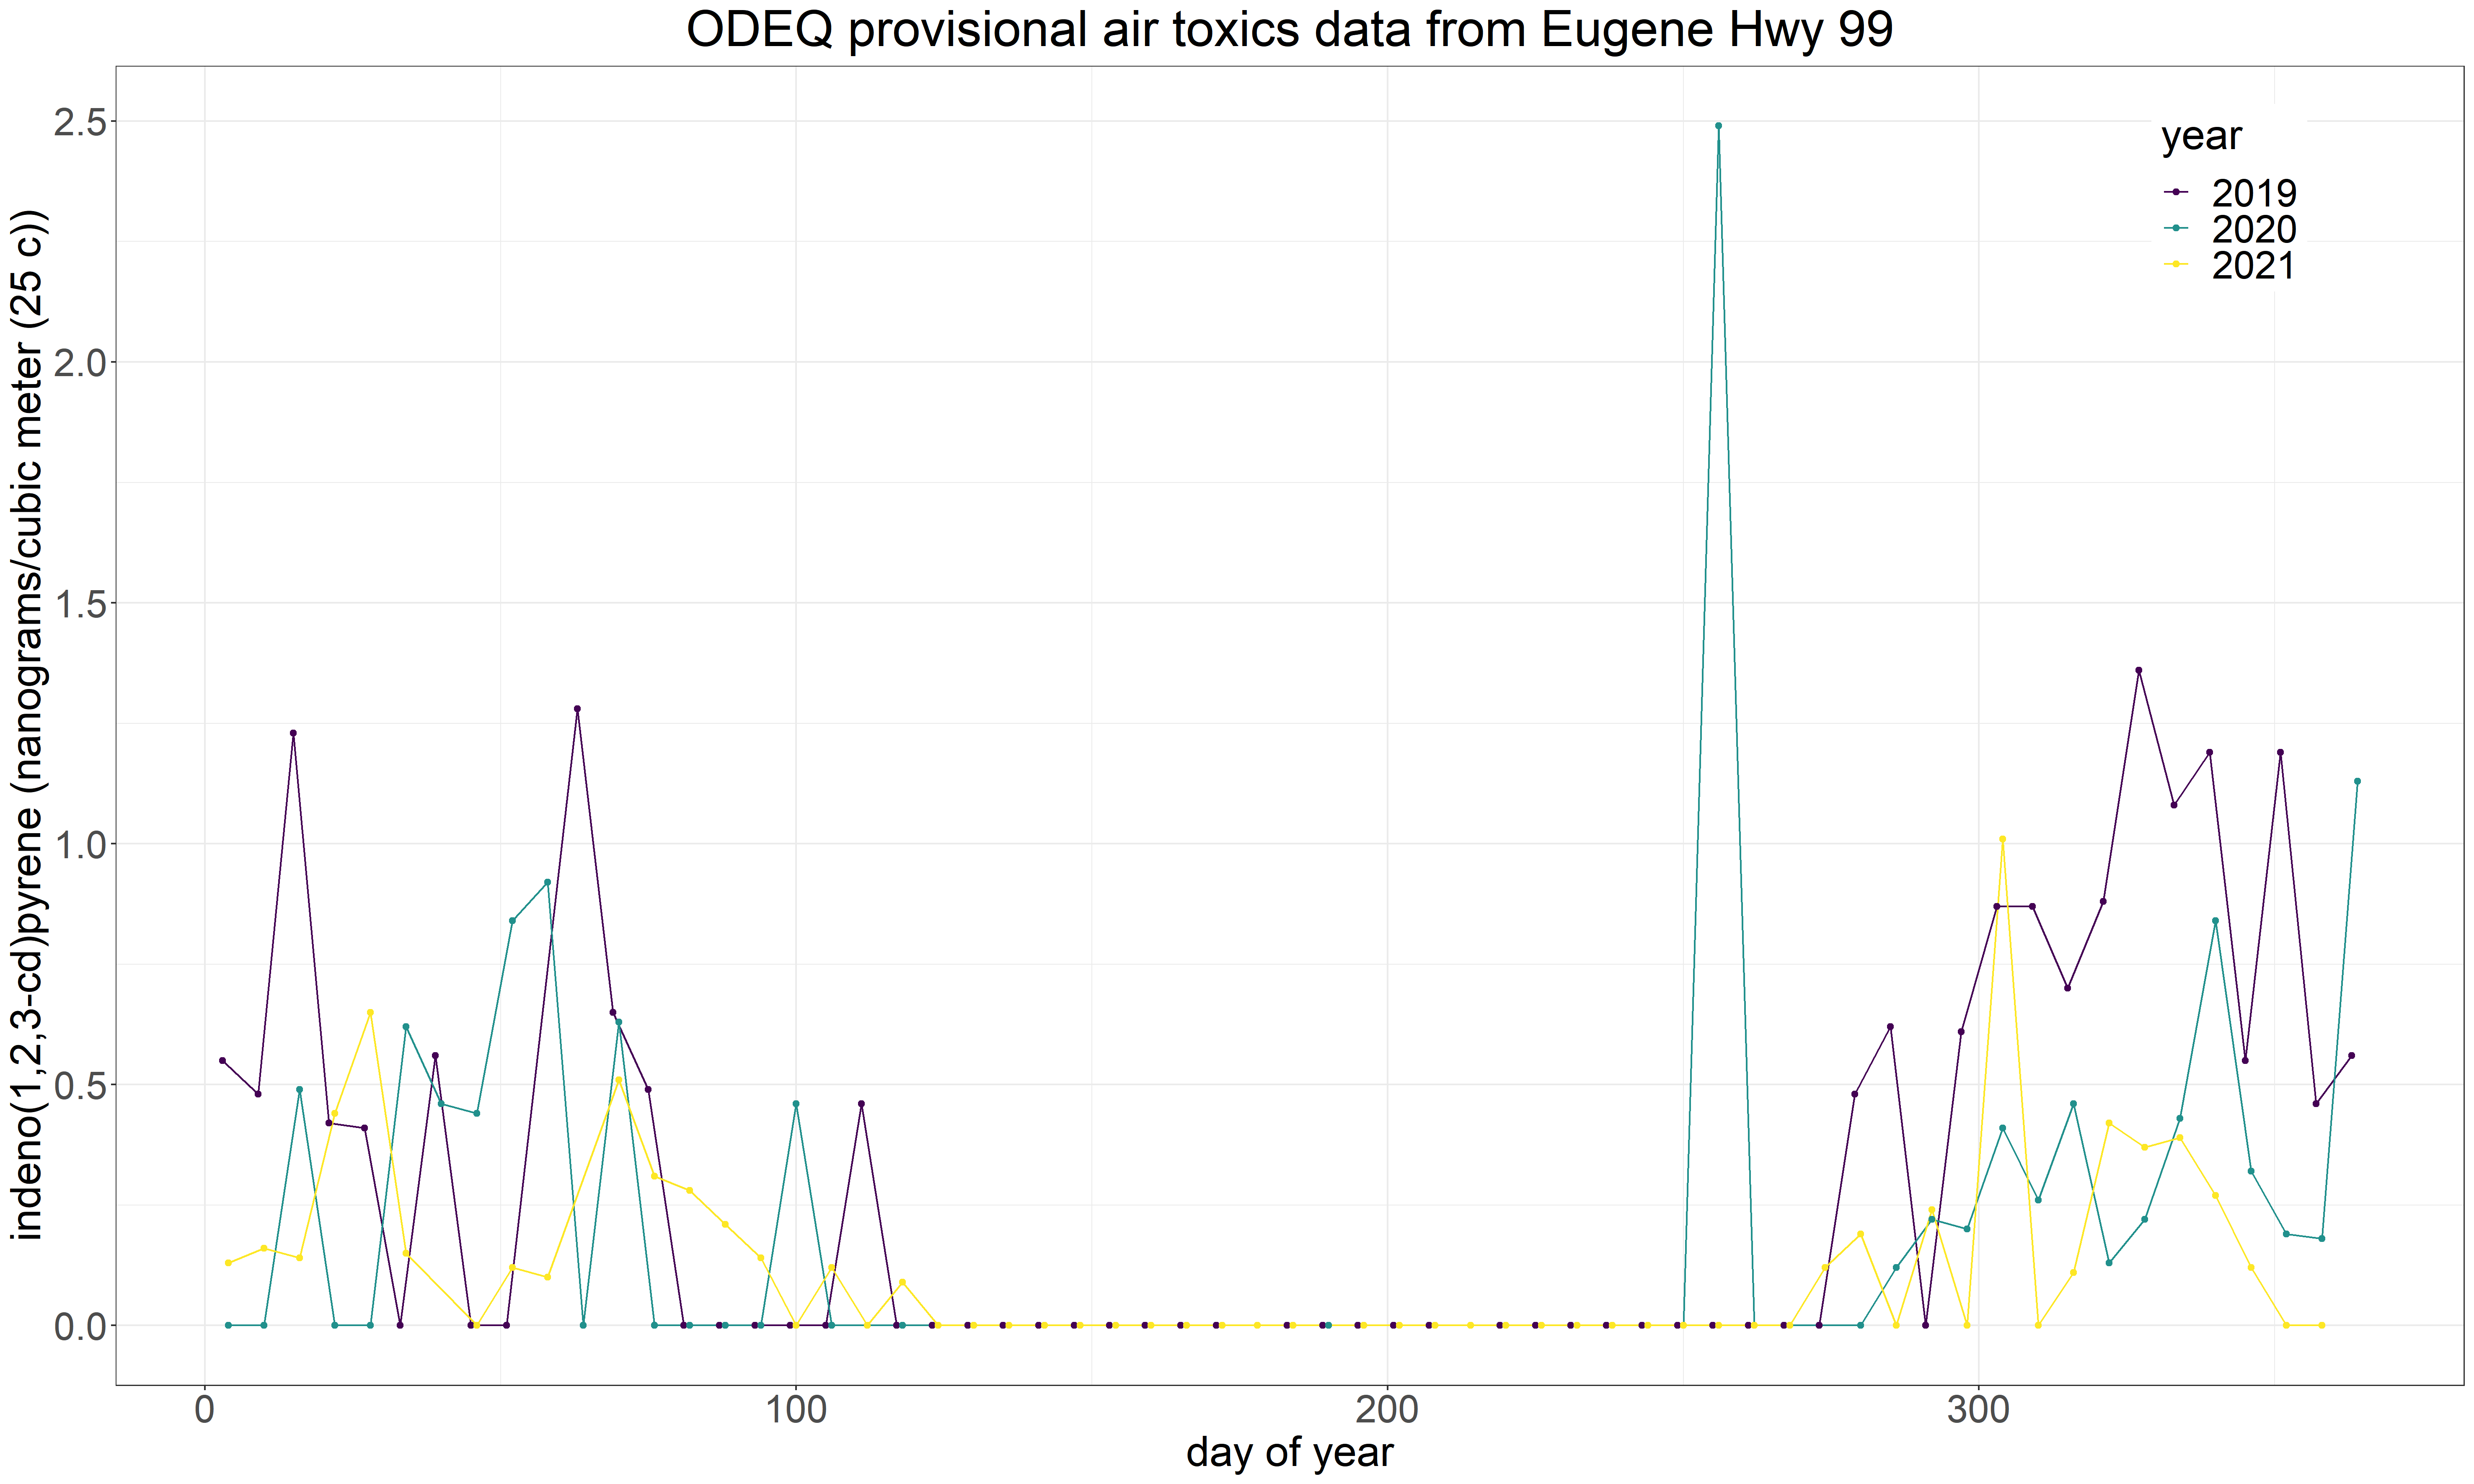 ODEQ provisional air toxics data from Eugene Hwy 99
indeno(1,2,3-cd)pyrene (nanograms/cubic meter (25 c))
2.5
2.0
1.5
1.0
0.5
0.0
year
2019
2020
2021
0 100 200 300
day of year